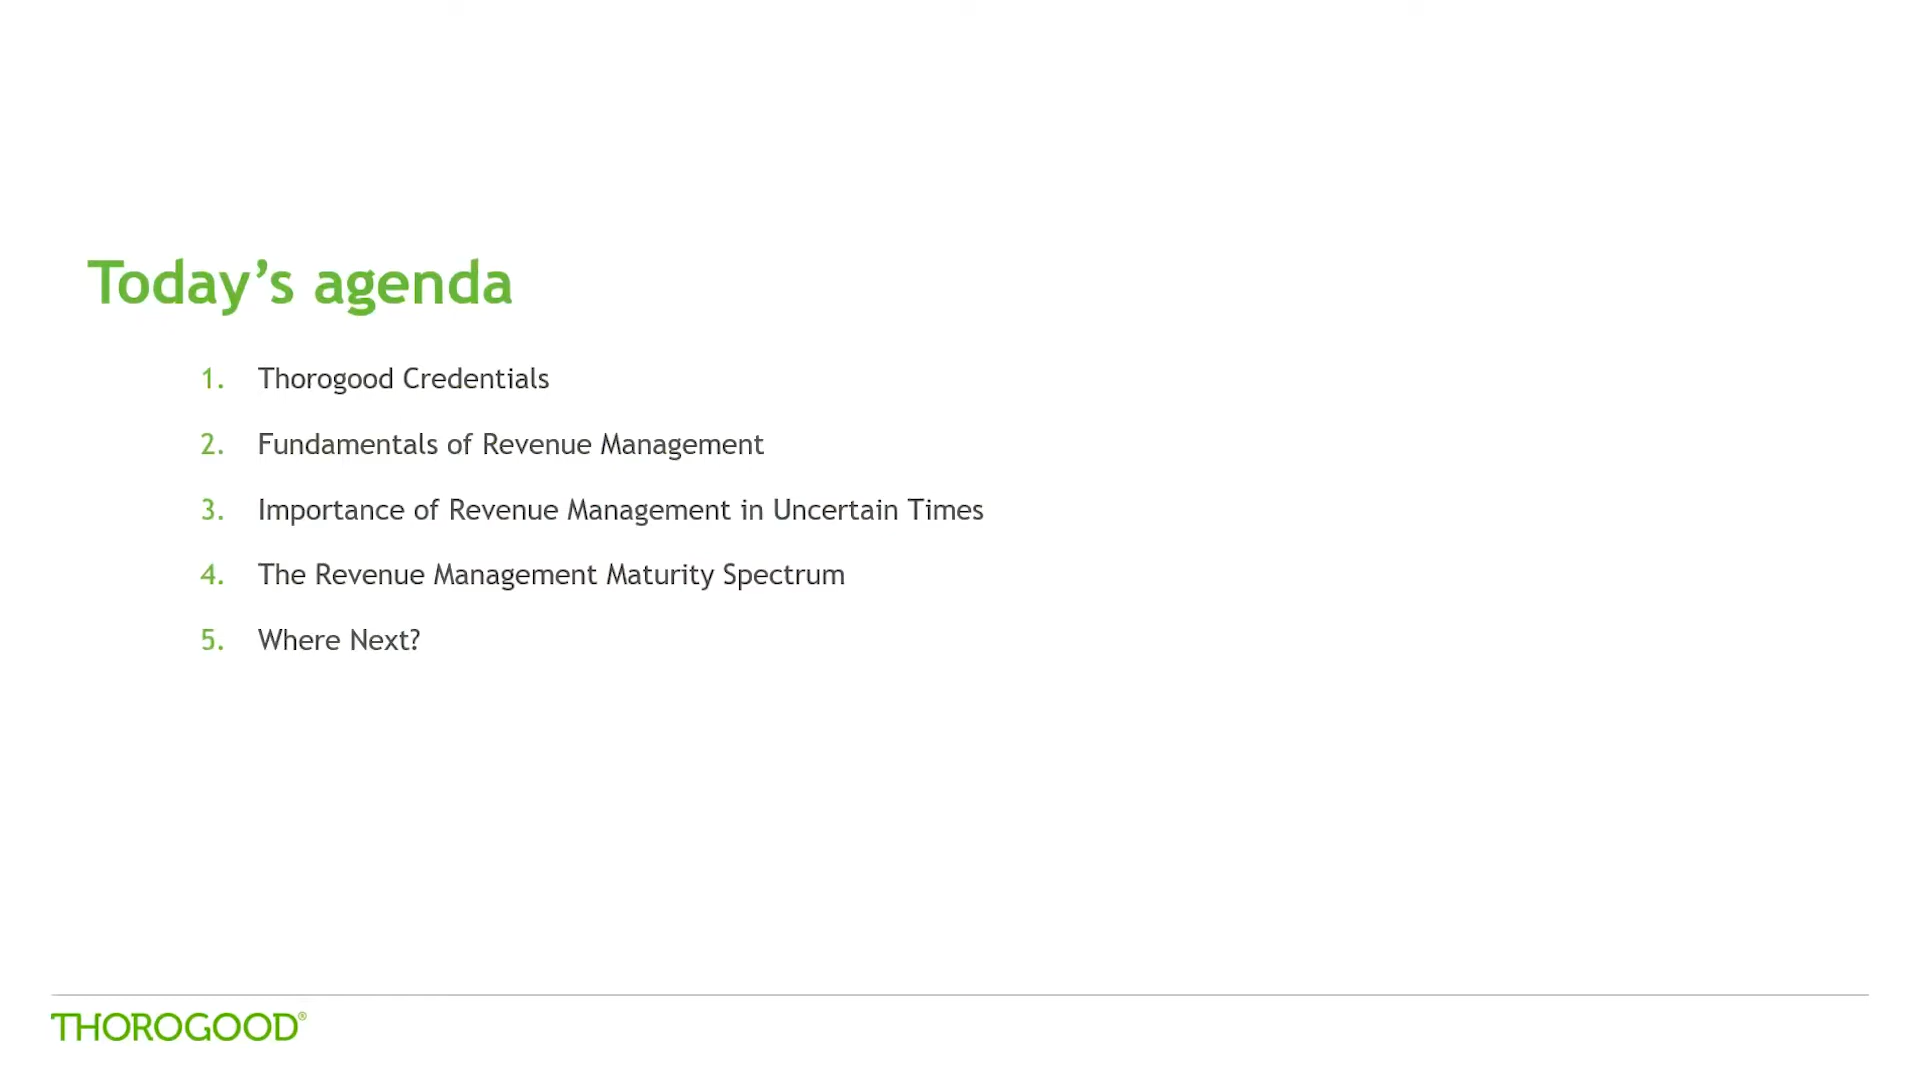 Today’s agenda
1. Thorogood Credentials
2. Fundamentals of Revenue Management
3. Importance of Revenue Management in Uncertain Times
4. The Revenue Management Maturity Spectrum
5. Where Next?
THOROGOOD®